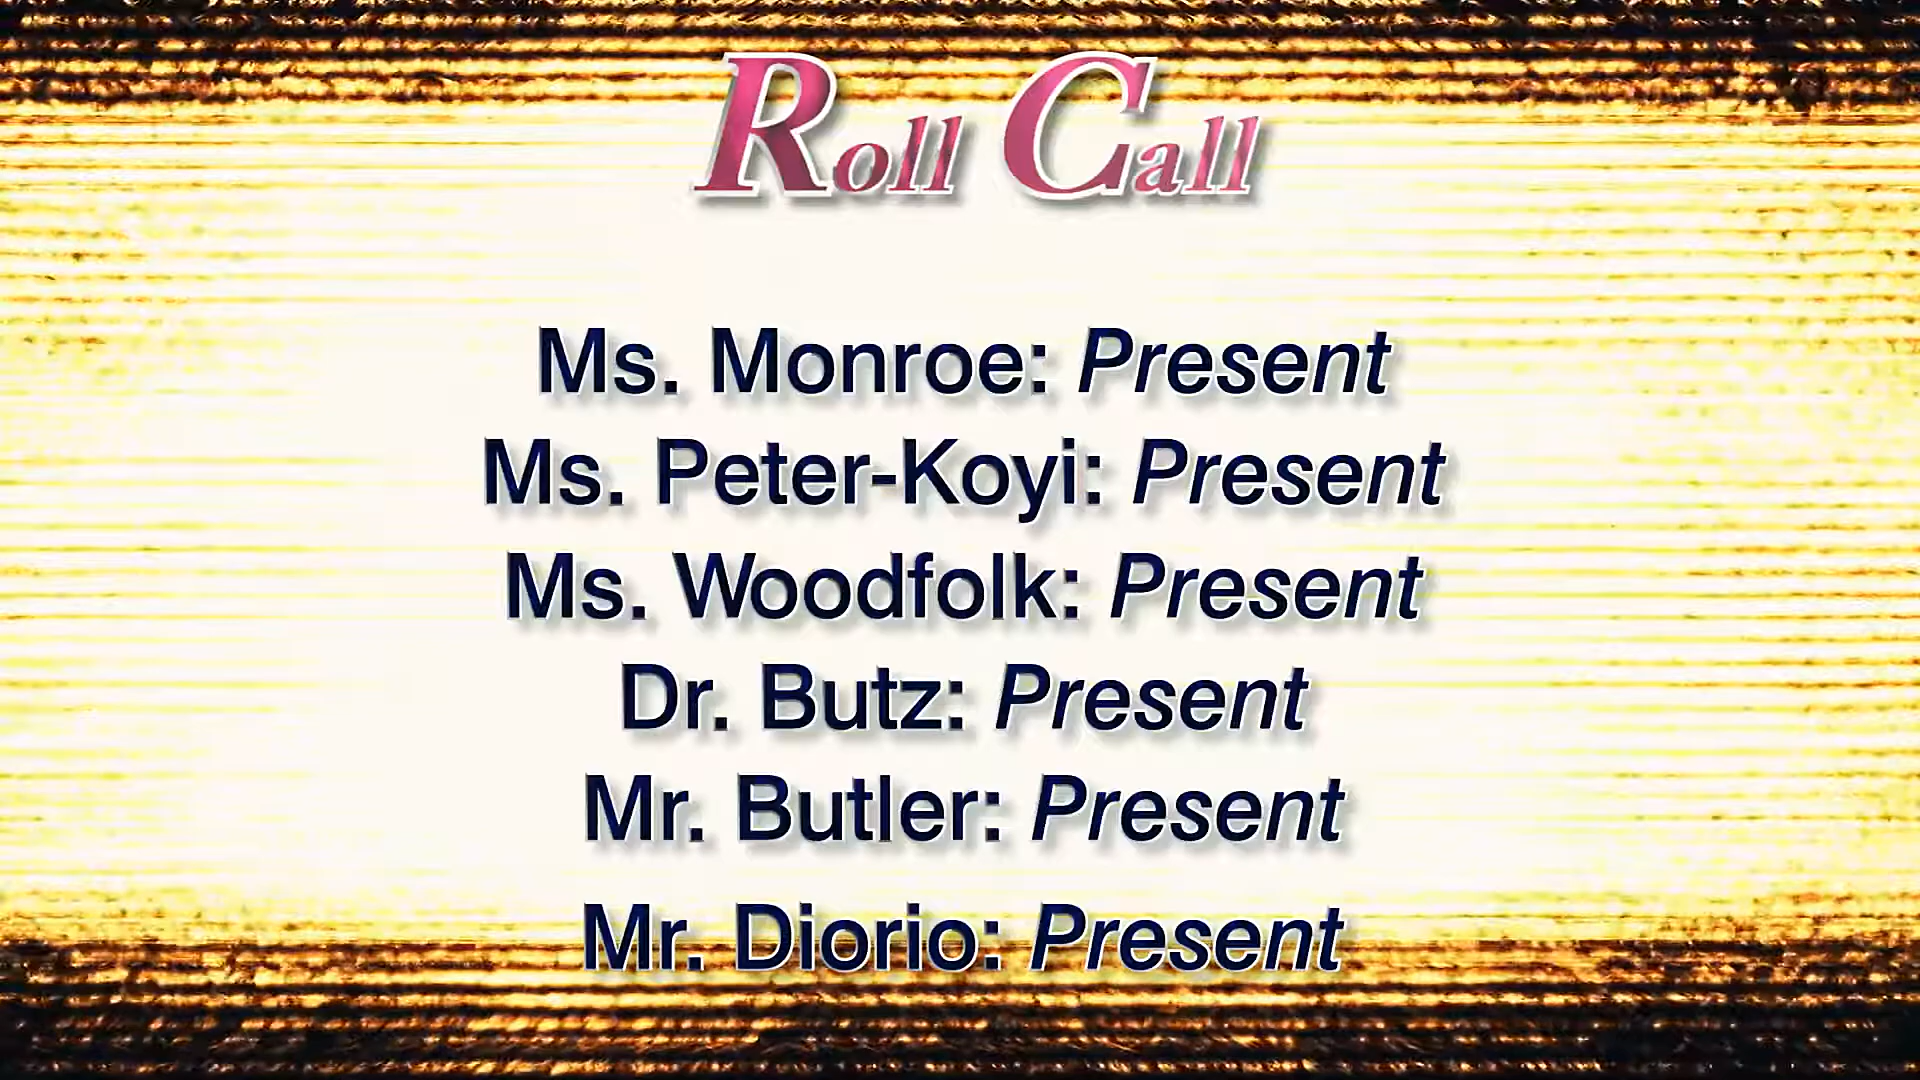 Roll Call
Ms. Monroe: Present
Ms. Peter-Koyi: Present
Ms. Woodfolk: Present
Dr. Butz: Present
Mr. Butler: Present
Mr. Diorio: Present